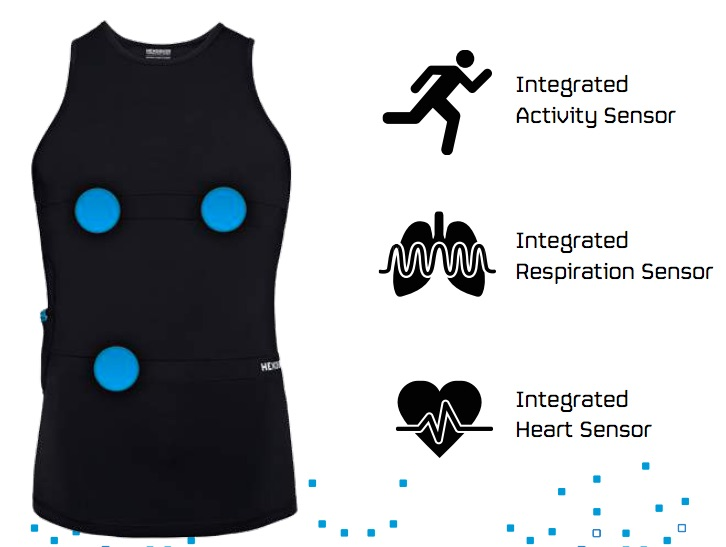 Integrated
Activity Sensor
Integrated
Respiration Sensor
Integrated
Heart Sensor